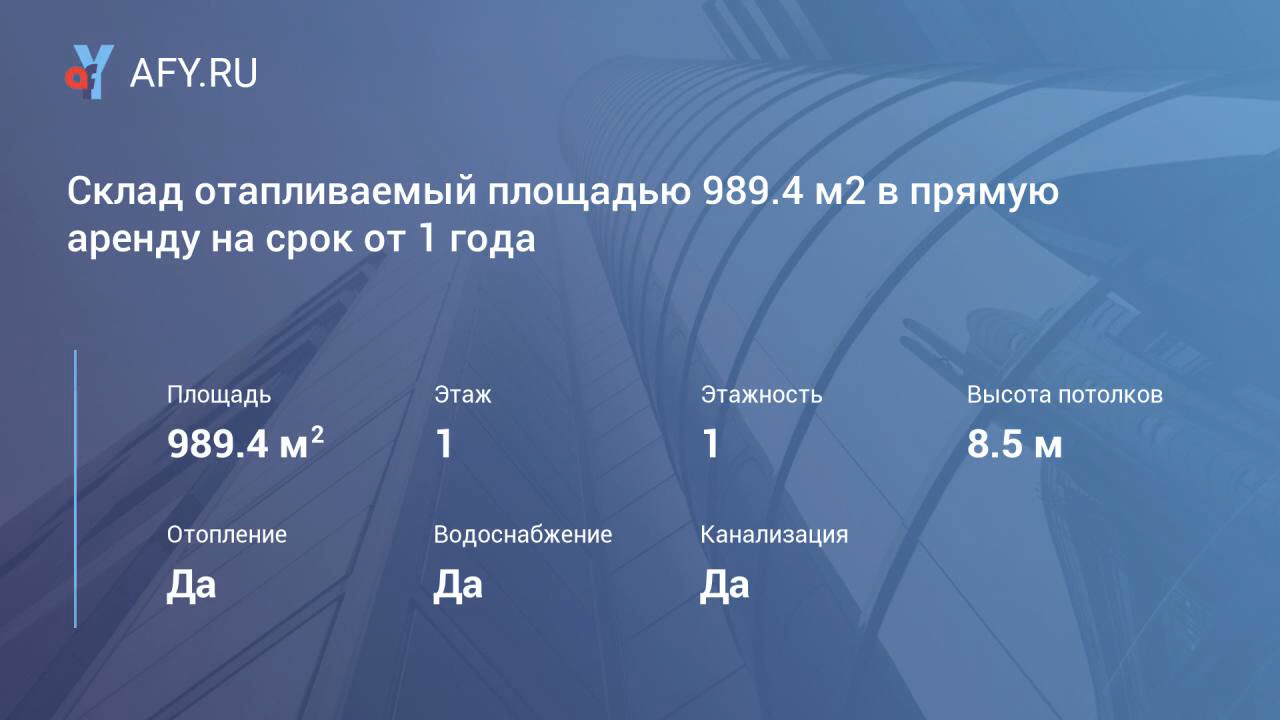 AFY.RU
Склад отапливаемый площадью 989.4 м2 в прямую
аренду на срок от 1 года
Площадь Этаж Этажность Высота потолков
989.4 м² 1 1 8.5 м
Отопление Водоснабжение Канализация
Да Да Да